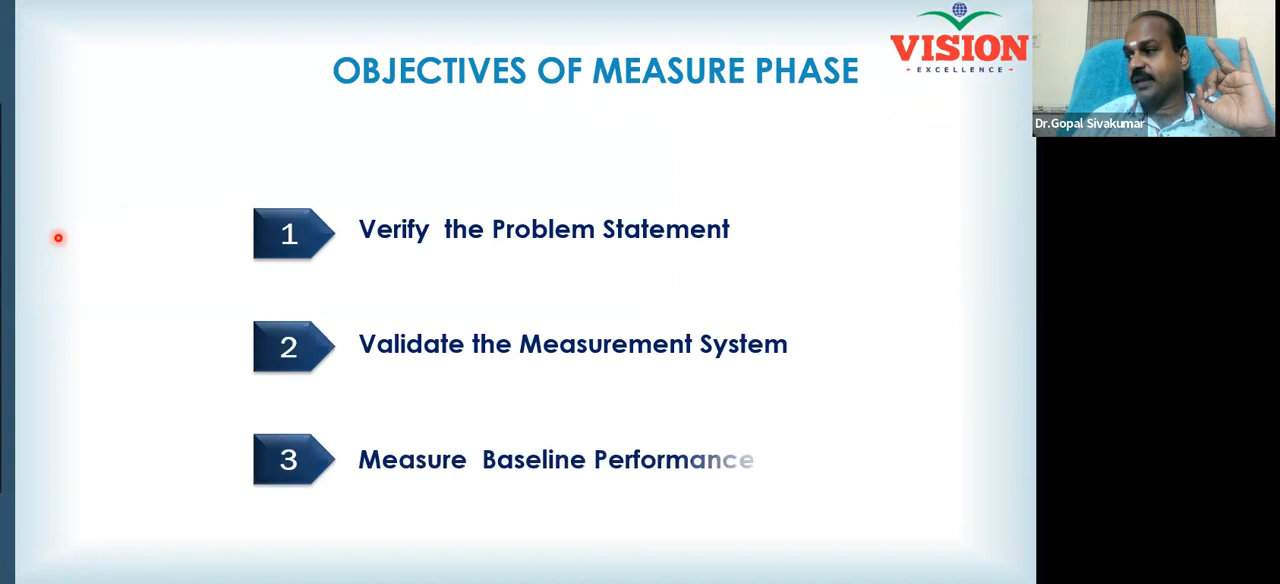 OBJECTIVES OF MEASURE PHASE
VISION
- EXCELLENCE -
Dr.Gopal Sivakumar
1 Verify the Problem Statement
2 Validate the Measurement System
3 Measure Baseline Performance